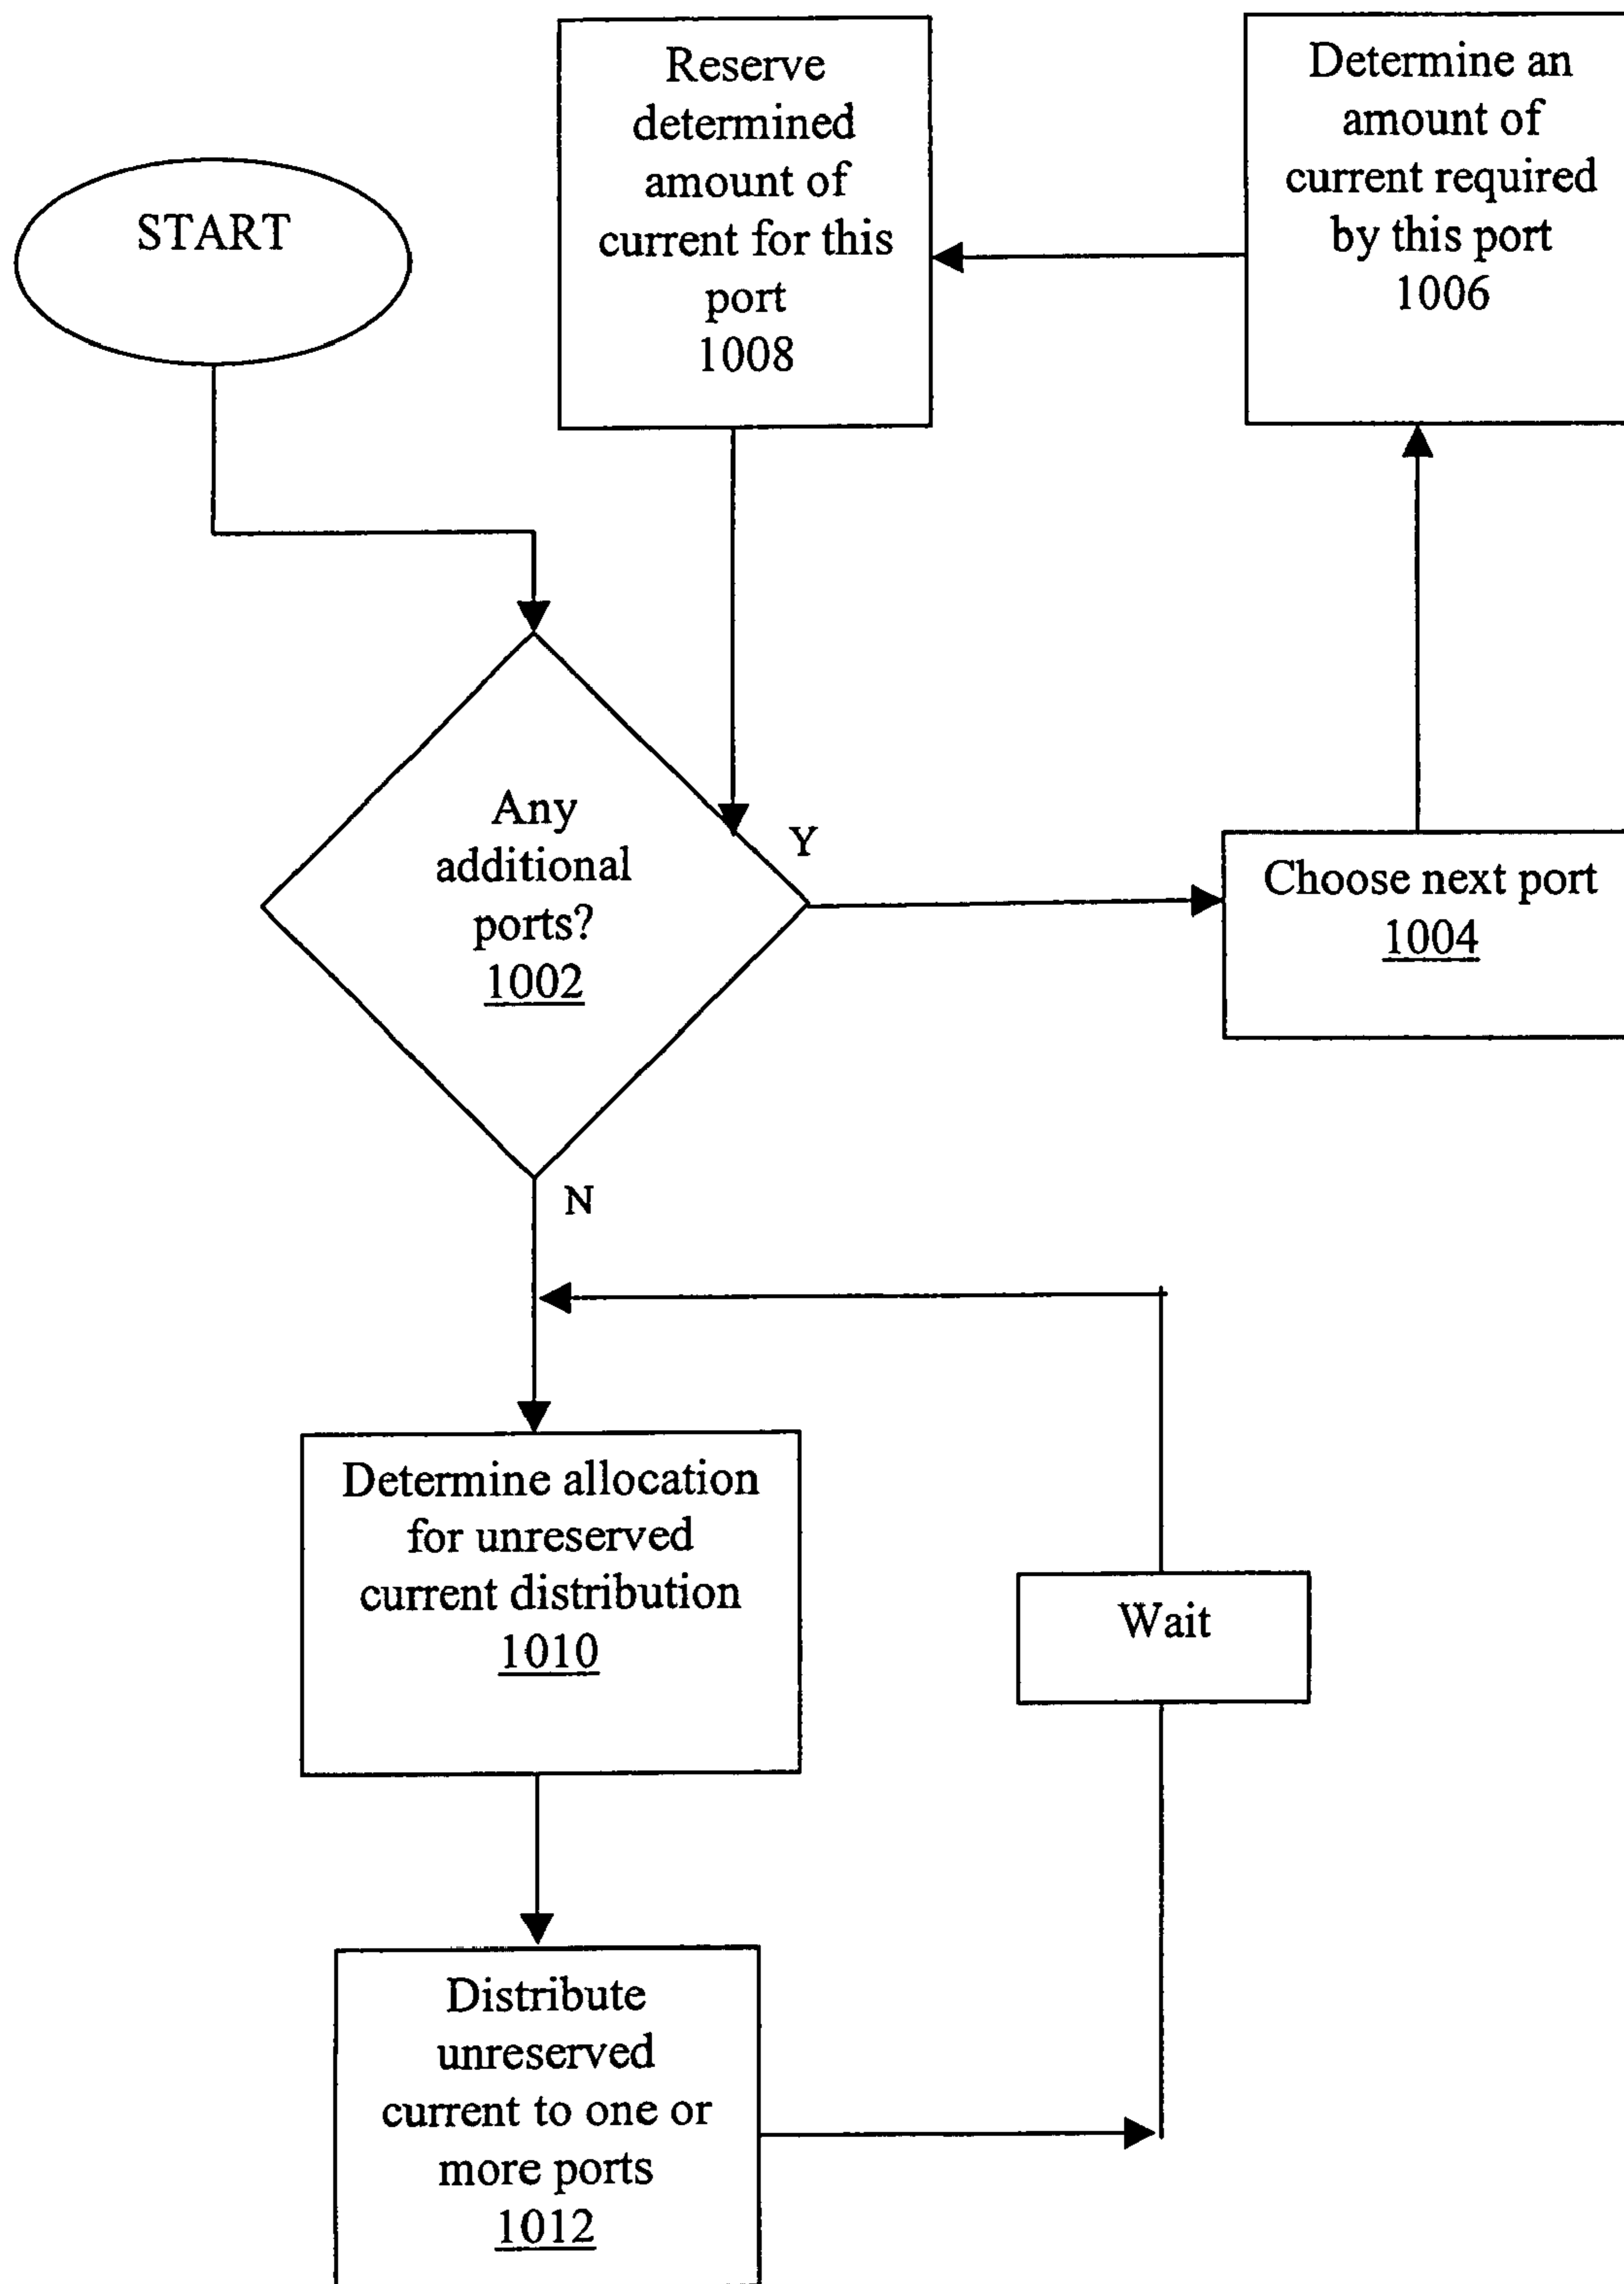 START
Reserve
determined
amount of
current for this
port
1008
Determine an
amount of
current required
by this port
1006
Any
additional
ports?
1002
Y
Choose next port
1004
N
Determine allocation
for unreserved
current distribution
1010
Wait
Distribute
unreserved
current to one or
more ports
1012